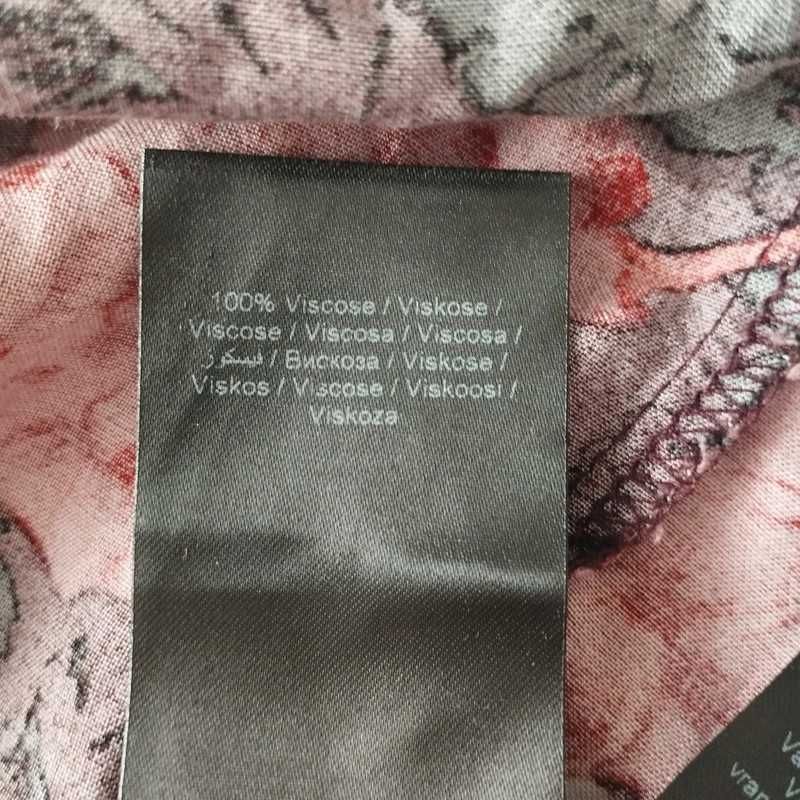 100% Viscose / Viskose /
Viscose / Viscosa / Viscosa /
فيسكوز / Вискоза / Viskose /
Viskos / Viscose / Viskoosi /
Viskoza